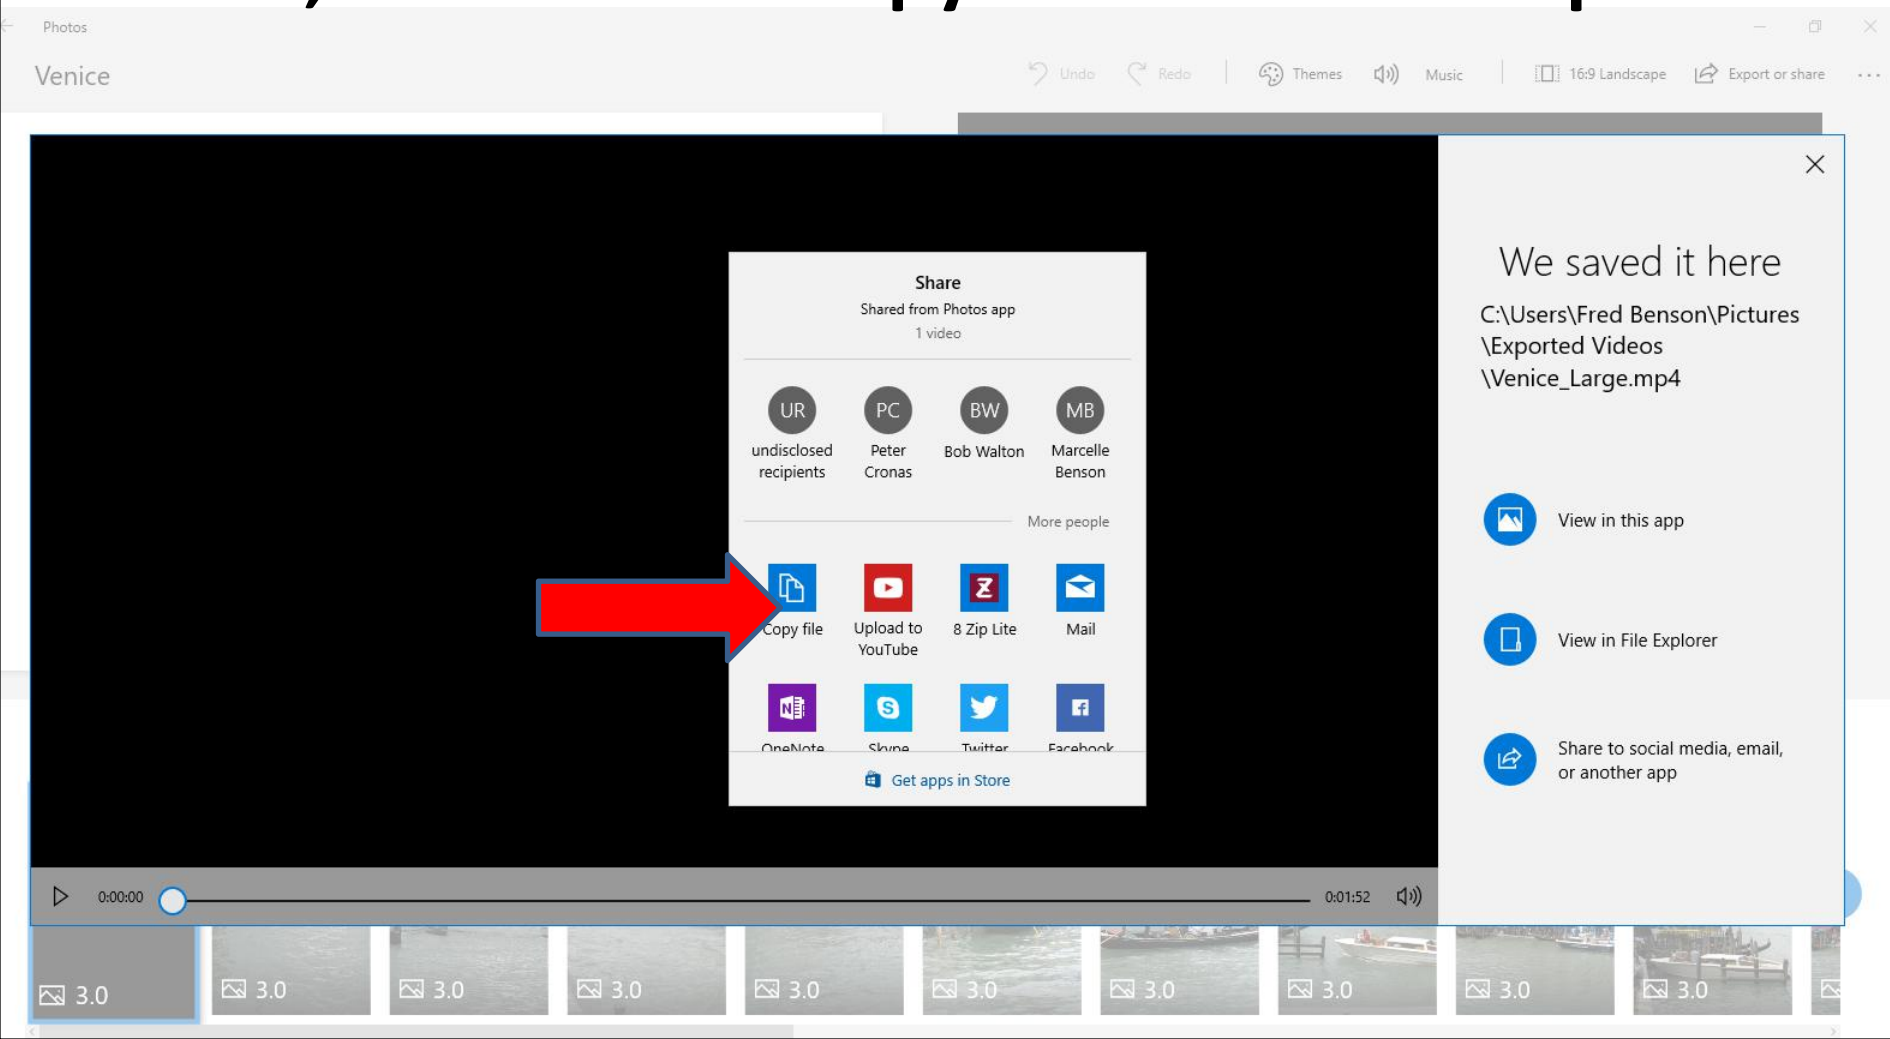 Photos
Venice
Undo Redo Themes Music 16:9 Landscape Export or share
Share
Shared from Photos app
1 video
UR PC BW MB
undisclosed recipients
Peter Cronas
Bob Walton
Marcelle Benson
More people
Copy file
Upload to YouTube
8 Zip Lite
Mail
OneNote
Skype
Twitter
Facebook
Get apps in Store
We saved it here
C:\Users\Fred Benson\Pictures
\Exported Videos
\Venice_Large.mp4
View in this app
View in File Explorer
Share to social media, email,
or another app
0:00:00 0:01:52
3.0 3.0 3.0 3.0 3.0 3.0 3.0 3.0 3.0 3.0